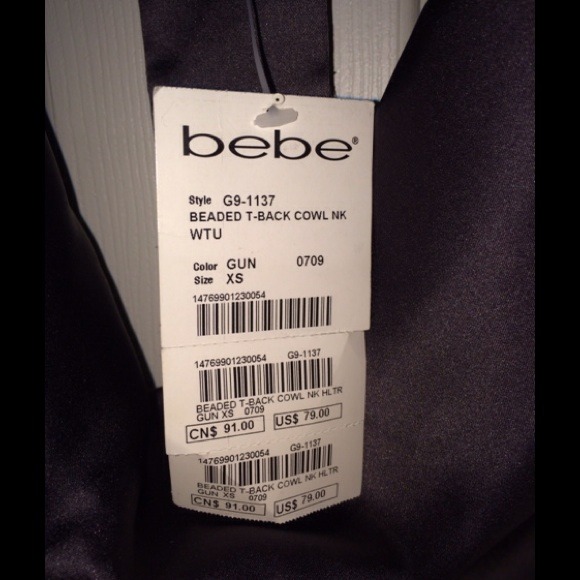 bebe®
Style G9-1137
BEADED T-BACK COWL NK
WTU
Color GUN 0709
Size XS
14769901230054
14769901230054 G9-1137
BEADED T-BACK COWL NK HLTR
GUN XS 0709
CN$ 91.00 US$ 79.00
14769901230054 G9-1137
BEADED T-BACK COWL NK HLTR
GUN XS 0709
CN$ 91.00 US$ 79.00